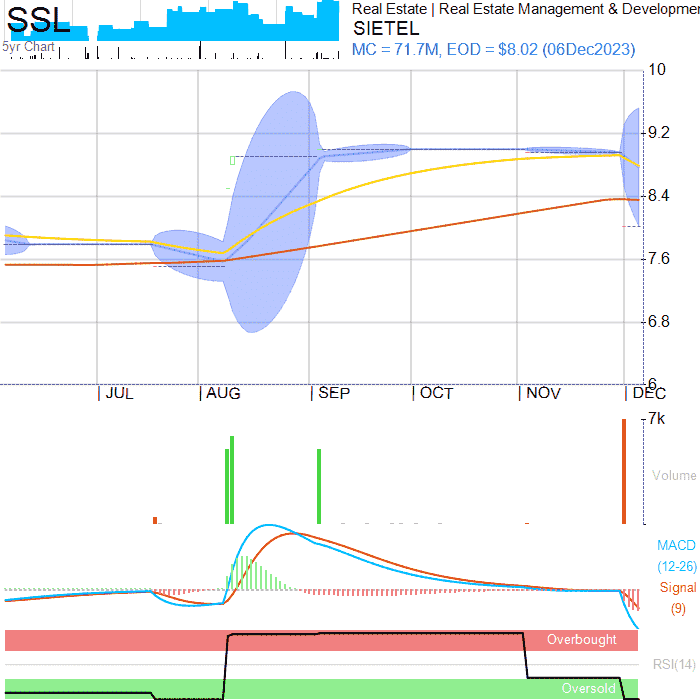 SSL
Real Estate | Real Estate Management & Developmen
SIETEL
5yr Chart
MC = 71.7M, EOD = $8.02 (06Dec2023)
10
9.2
8.4
7.6
6.8
6
JUL AUG SEP OCT NOV DEC
7k
Volume
MACD
(12-26)
Signal
(9)
Overbought
RSI(14)
Oversold